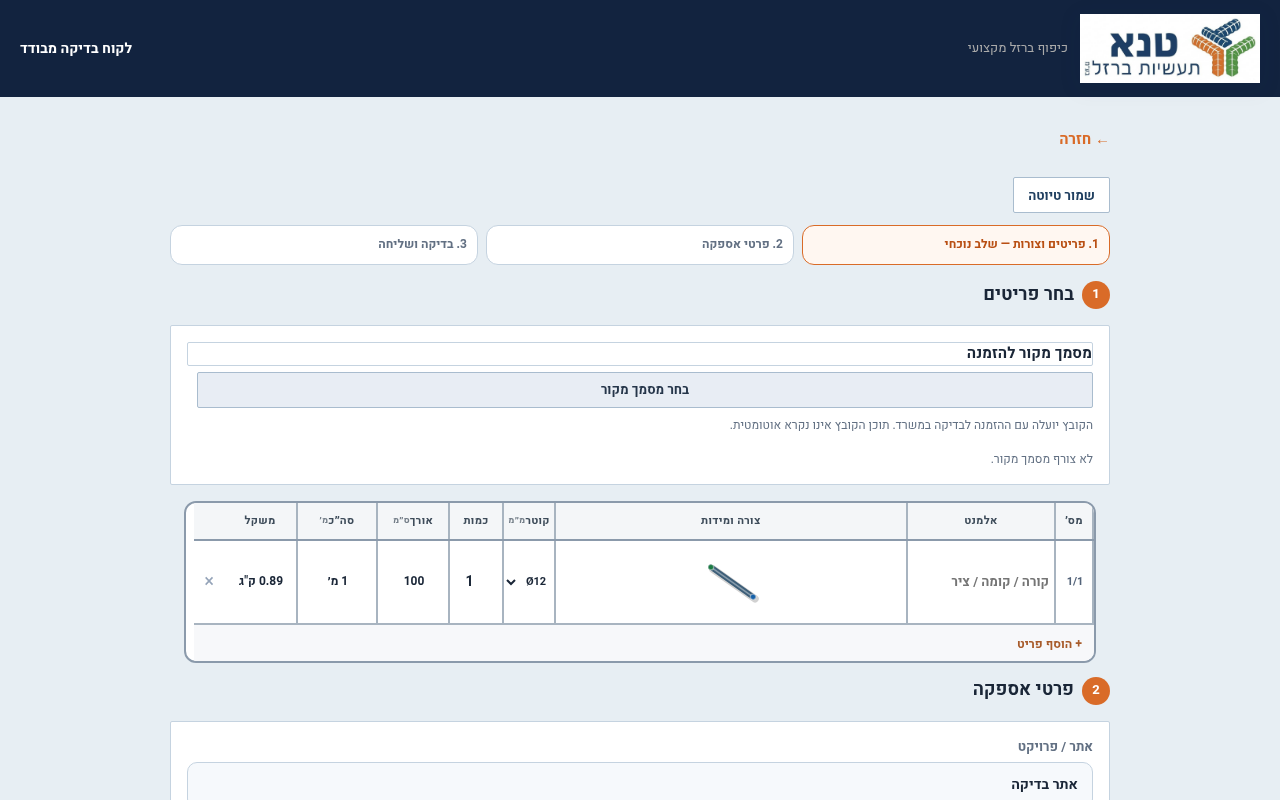 טנא
תעשיות ברזל
כיפוף ברזל מקצועי
לקוח בדיקה מבודד
← חזרה
שמור טיוטה
1. פריטים וצורות — שלב נוכחי
2. פרטי אספקה
3. בדיקה ושליחה
1 בחר פריטים
מסמך מקור להזמנה
בחר מסמך מקור
הקובץ יועלה עם ההזמנה לבדיקה במשרד. תוכן הקובץ אינו נקרא אוטומטית.
לא צורף מסמך מקור.
מס׳ אלמנט צורה ומידות קוטר מ״מ כמות אורך ס״מ סה״כ מ׳ משקל
1/1 קורה / קומה / ציר Ø12 1 100 1 מ׳ 0.89 ק"ג ×
+ הוסף פריט
2 פרטי אספקה
אתר / פרויקט
אתר בדיקה